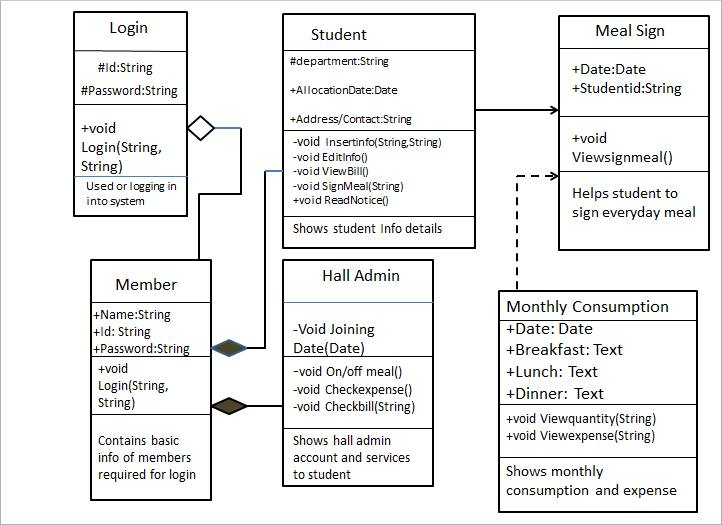 Login
#Id:String
#Password:String
+void
Login(String,
String)
Used or logging in
into system
Student
#department:String
+AllocationDate:Date
+Address/Contact:String
-void Insertinfo(String,String)
-void EditInfo()
-void ViewBill()
-void SignMeal(String)
+void ReadNotice()
Shows student Info details
Meal Sign
+Date:Date
+Studentid:String
+void
Viewsignmeal()
Helps student to
sign everyday meal
Member
+Name:String
+Id: String
+Password:String
+void
Login(String,
String)
Contains basic
info of members
required for login
Hall Admin
-Void Joining
Date(Date)
-void On/off meal()
-void Checkexpense()
-void Checkbill(String)
Shows hall admin
account and services
to student
Monthly Consumption
+Date: Date
+Breakfast: Text
+Lunch: Text
+Dinner: Text
+void Viewquantity(String)
+void Viewexpense(String)
Shows monthly
consumption and expense